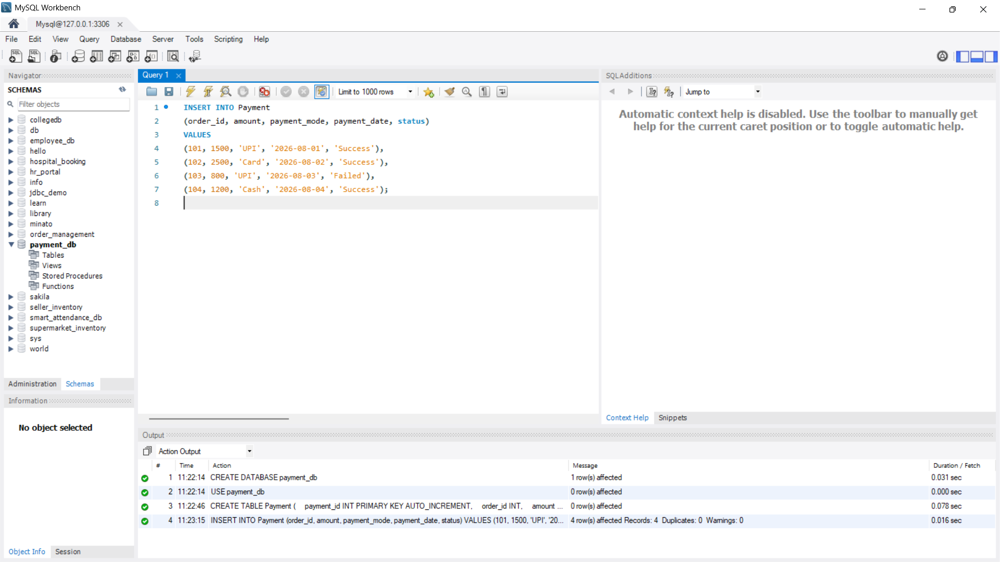 MySQL Workbench
Mysql@127.0.0.1:3306
File Edit View Query Database Server Tools Scripting Help
Navigator
SCHEMAS
Filter objects
collegedb
db
employee_db
hello
hospital_booking
hr_portal
info
jdbc_demo
learn
library
minato
order_management
payment_db
Tables
Views
Stored Procedures
Functions
sakila
seller_inventory
smart_attendance_db
supermarket_inventory
sys
world
Administration Schemas
Information
No object selected
Object Info Session
Query 1
Limit to 1000 rows
1 INSERT INTO Payment
2 (order_id, amount, payment_mode, payment_date, status)
3 VALUES
4 (101, 1500, 'UPI', '2026-08-01', 'Success'),
5 (102, 2500, 'Card', '2026-08-02', 'Success'),
6 (103, 800, 'UPI', '2026-08-03', 'Failed'),
7 (104, 1200, 'Cash', '2026-08-04', 'Success');
8
SQLAdditions
Jump to
Automatic context help is disabled. Use the toolbar to manually get
help for the current caret position or to toggle automatic help.
Context Help Snippets
Output
Action Output
# Time Action Message Duration / Fetch
1 11:22:14 CREATE DATABASE payment_db 1 row(s) affected 0.031 sec
2 11:22:14 USE payment_db 0 row(s) affected 0.000 sec
3 11:22:46 CREATE TABLE Payment ( payment_id INT PRIMARY KEY AUTO_INCREMENT, order_id INT, amount ... 0 row(s) affected 0.078 sec
4 11:23:15 INSERT INTO Payment (order_id, amount, payment_mode, payment_date, status) VALUES (101, 1500, 'UPI', '20... 4 row(s) affected Records: 4 Duplicates: 0 Warnings: 0 0.016 sec